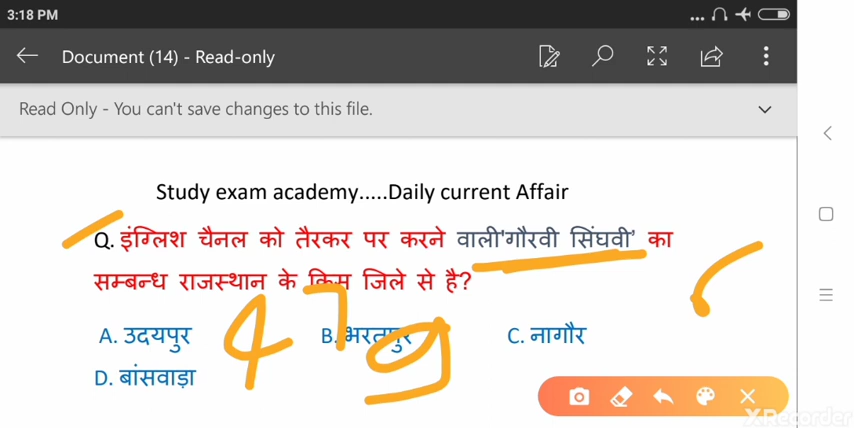 3:18 PM
Document (14) - Read-only
Read Only - You can't save changes to this file.
Study exam academy.....Daily current Affair
Q. इंग्लिश चैनल को तैरकर पर करने वाली'गौरवी सिंघवी' का
सम्बन्ध राजस्थान के किस जिले से है?
A. उदयपुर B. भरतपुर C. नागौर
D. बांसवाड़ा
47
XRecorder